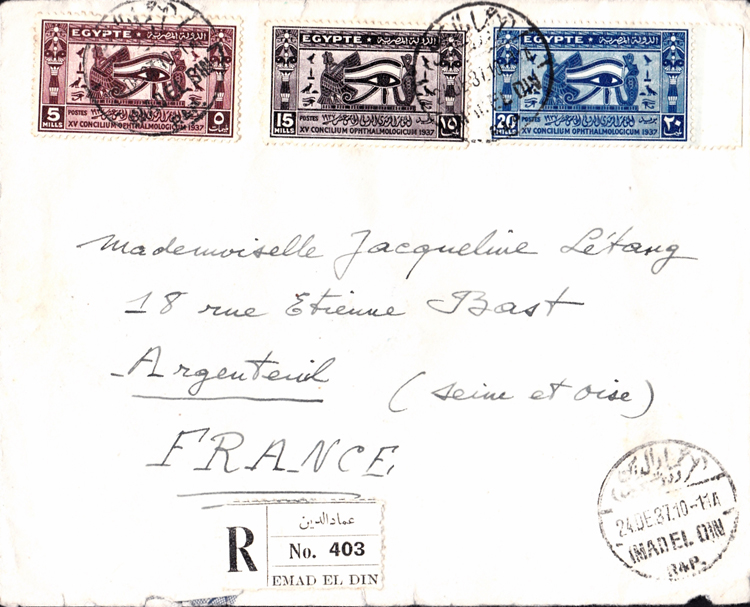 EGYPTE الدولة المصرية
5 MILLS POSTES ٥
XV CONCILIUM OPHTHALMOLOGICUM 1937
EGYPTE الدولة المصرية
15 MILLS POSTES ١٥
XV CONCILIUM OPHTHALMOLOGICUM 1937
EGYPTE الدولة المصرية
20 MILLS POSTES ٢٠
XV CONCILIUM OPHTHALMOLOGICUM 1937
Mademoiselle Jacqueline Létang
18 rue Etienne Bast
Argenteuil (Seine et Oise)
FRANCE
24.DE.37.10-11A
IMAD EL DIN
R&P.
R
عماد الدين
No. 403
EMAD EL DIN